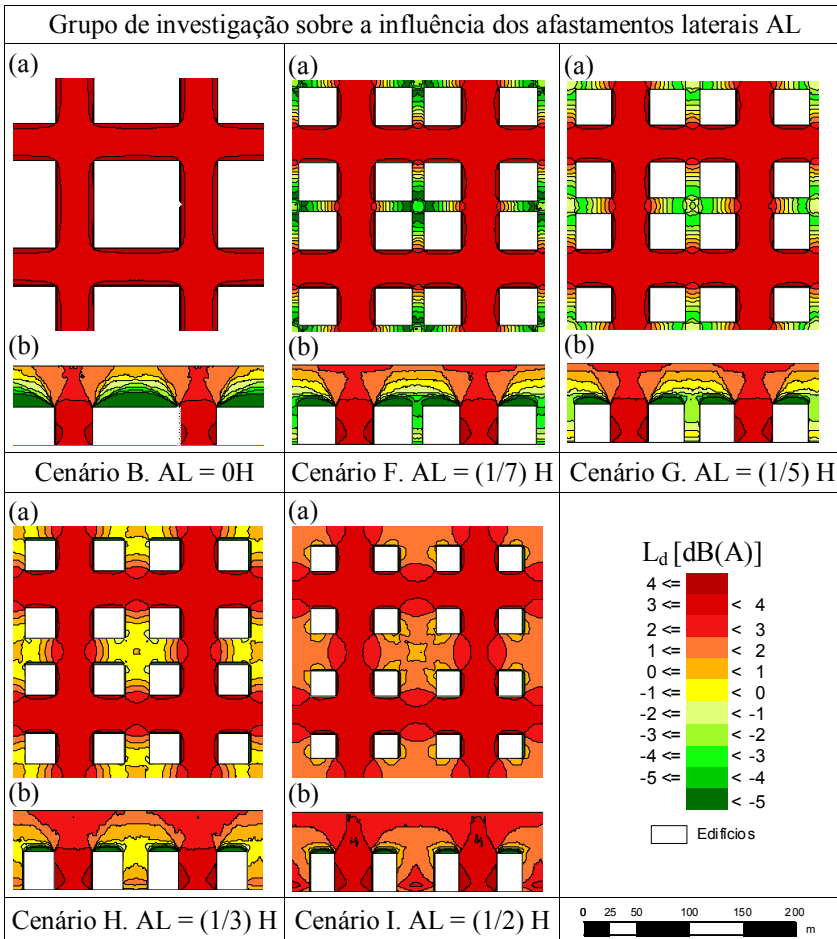 Grupo de investigação sobre a influência dos afastamentos laterais AL
(a) (a) (a)
(b) (b) (b)
Cenário B. AL = 0H Cenário F. AL = (1/7) H Cenário G. AL = (1/5) H
(a) (a)
(b) (b)
Cenário H. AL = (1/3) H Cenário I. AL = (1/2) H
Ld [dB(A)]
4 <=
3 <= < 4
2 <= < 3
1 <= < 2
0 <= < 1
-1 <= < 0
-2 <= < -1
-3 <= < -2
-4 <= < -3
-5 <= < -4
< -5
Edifícios
0 25 50 100 150 200
m